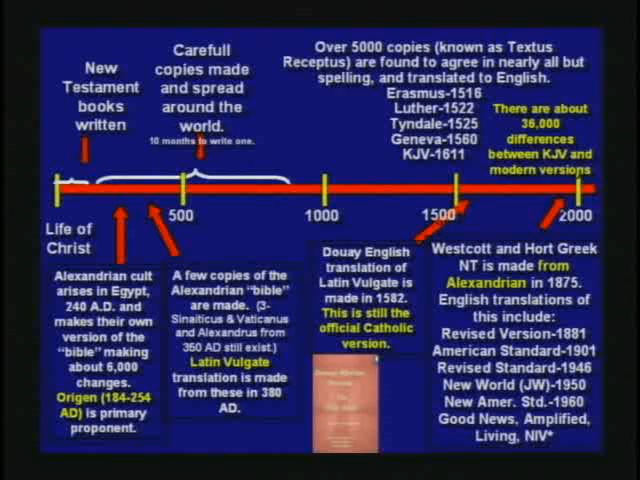 New
Testament
books
written
Carefull
copies made
and spread
around the
world.
10 months to write one.
Over 5000 copies (known as Textus
Receptus) are found to agree in nearly all but
spelling, and translated to English.
Erasmus-1516
Luther-1522
Tyndale-1525
Geneva-1560
KJV-1611
There are about
36,000
differences
between KJV and
modern versions
500
1000
1500
2000
Life of
Christ
Alexandrian cult
arises in Egypt,
240 A.D. and
makes their own
version of the
“bible” making
about 6,000
changes.
Origen (184-254
AD) is primary
proponent.
A few copies of the
Alexandrian “bible”
are made. (3-
Sinaiticus & Vaticanus
and Alexandrus from
350 AD still exist.)
Latin Vulgate
translation is made
from these in 380
AD.
Douay English
translation of
Latin Vulgate is
made in 1582.
This is still the
official Catholic
version.
Westcott and Hort Greek
NT is made from
Alexandrian in 1875.
English translations of
this include:
Revised Version-1881
American Standard-1901
Revised Standard-1946
New World (JW)-1950
New Amer. Std.-1960
Good News, Amplified,
Living, NIV*